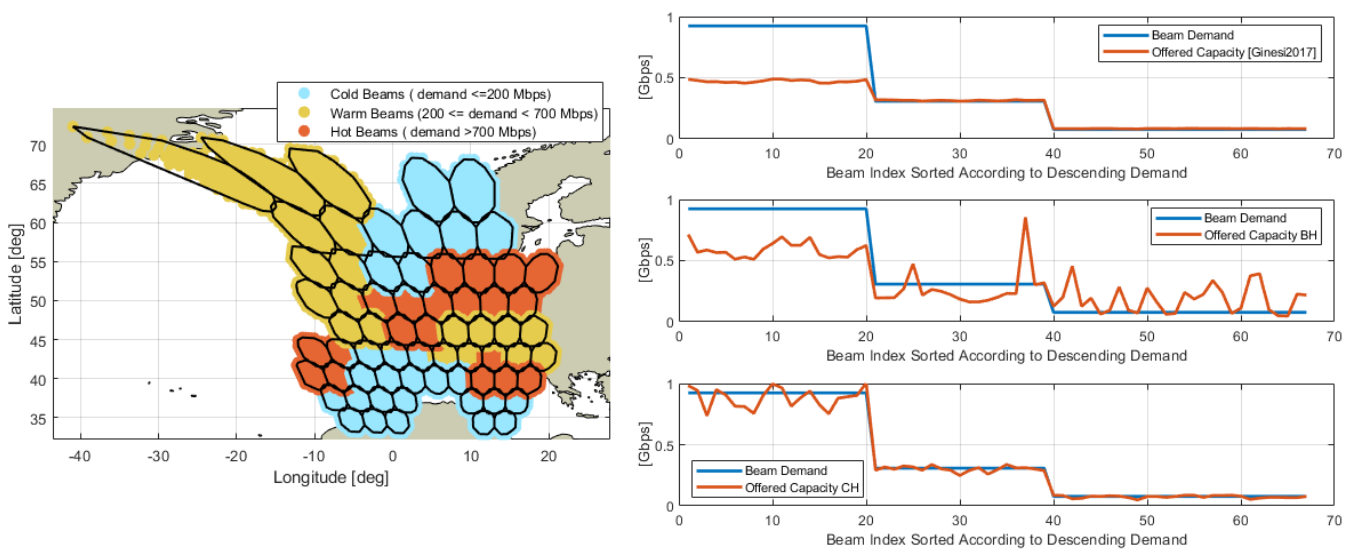 Cold Beams ( demand <=200 Mbps)
Warm Beams (200 <= demand < 700 Mbps)
Hot Beams ( demand >700 Mbps)
Latitude [deg]
70
65
60
55
50
45
40
35
-40 -30 -20 -10 0 10 20
Longitude [deg]
[Gbps]
1
0.5
0
Beam Demand
Offered Capacity [Ginesi2017]
0 10 20 30 40 50 60 70
Beam Index Sorted According to Descending Demand
[Gbps]
1
0.5
0
Beam Demand
Offered Capacity BH
0 10 20 30 40 50 60 70
Beam Index Sorted According to Descending Demand
[Gbps]
1
0.5
0
Beam Demand
Offered Capacity CH
0 10 20 30 40 50 60 70
Beam Index Sorted According to Descending Demand